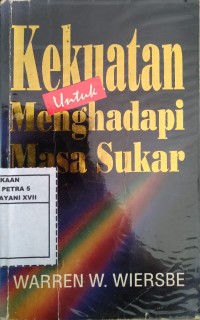 Kekuatan
Untuk
Menghadapi
Masa Sukar
KAAN
PETRA 5
AYANI XVII
WARREN W. WIERSBE